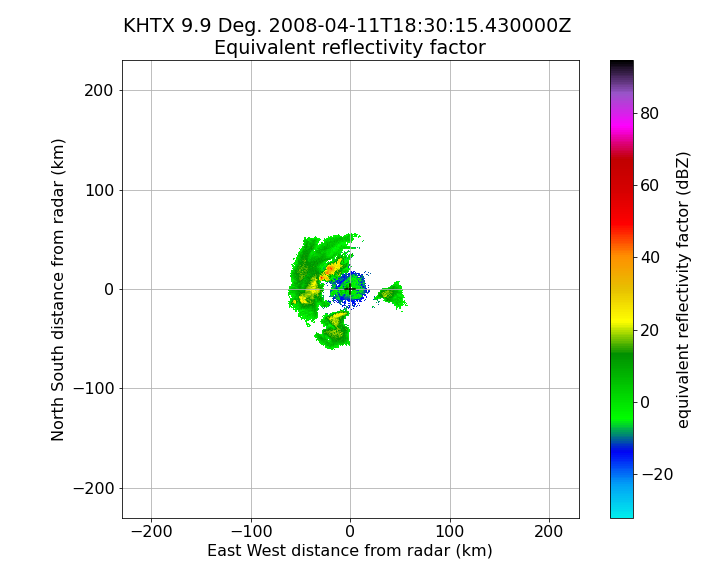 KHTX 9.9 Deg. 2008-04-11T18:30:15.430000Z
Equivalent reflectivity factor
North South distance from radar (km)
200
100
0
−100
−200
−200 −100 0 100 200
East West distance from radar (km)
80
60
40
20
0
−20
equivalent reflectivity factor (dBZ)